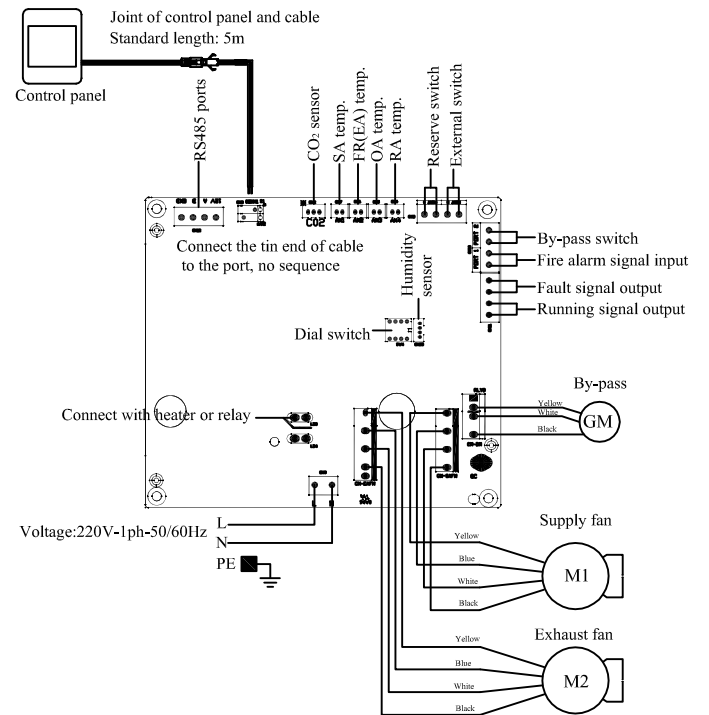 Joint of control panel and cable
Standard length: 5m
Control panel
RS485 ports
CO₂ sensor
SA temp.
FR(EA) temp.
OA temp.
RA temp.
Reserve switch
External switch
CO2
Connect the tin end of cable
to the port, no sequence
Humidity
sensor
By-pass switch
Fire alarm signal input
Fault signal output
Running signal output
Dial switch
By-pass
Yellow
White
Black
GM
Connect with heater or relay
L
N
Voltage:220V-1ph-50/60Hz
L
N
PE
Supply fan
Yellow
Blue
White
Black
M1
Exhaust fan
Yellow
Blue
White
Black
M2